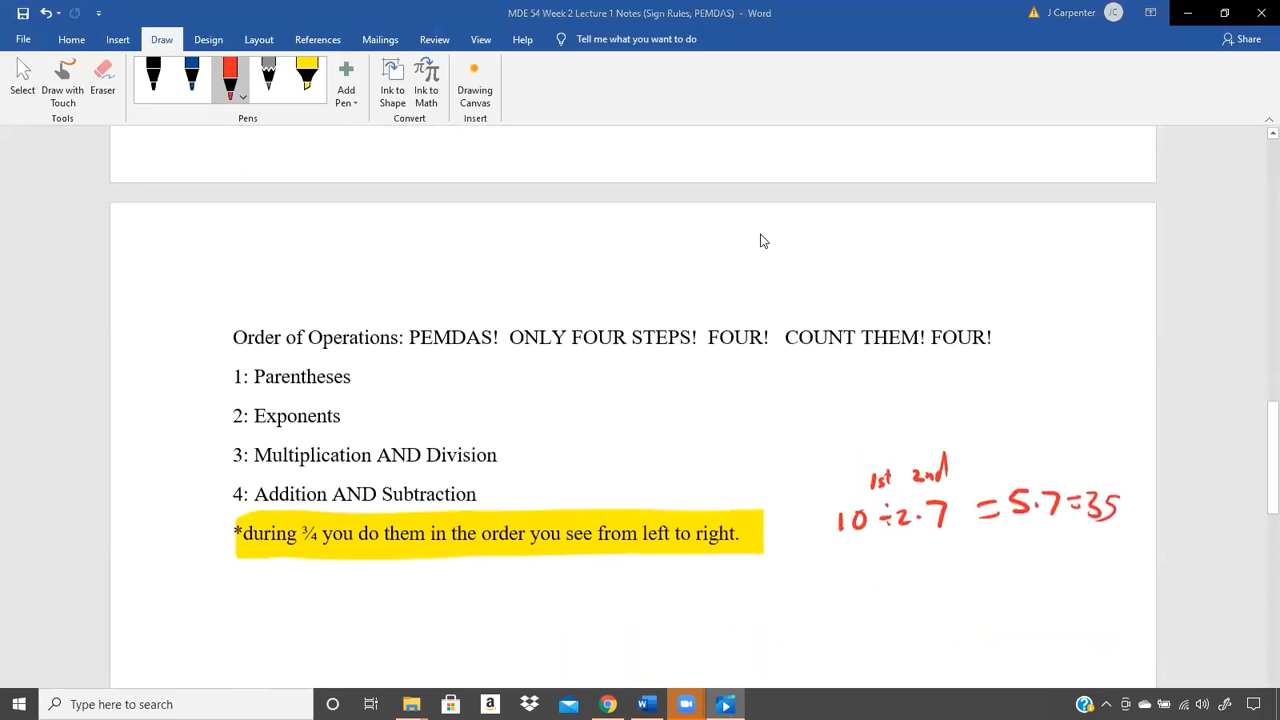 MDE 54 Week 2 Lecture 1 Notes (Sign Rules, PEMDAS) - Word
J Carpenter JC
File Home Insert Draw Design Layout References Mailings Review View Help Tell me what you want to do Share
Select Draw with Touch Eraser Add Pen Ink to Shape Ink to Math Drawing Canvas
Tools Pens Convert Insert
Order of Operations: PEMDAS! ONLY FOUR STEPS! FOUR! COUNT THEM! FOUR!
1: Parentheses
2: Exponents
3: Multiplication AND Division
4: Addition AND Subtraction
1st 2nd
10 ÷ 2 · 7 = 5 · 7 = 35
*during ¾ you do them in the order you see from left to right.
Type here to search